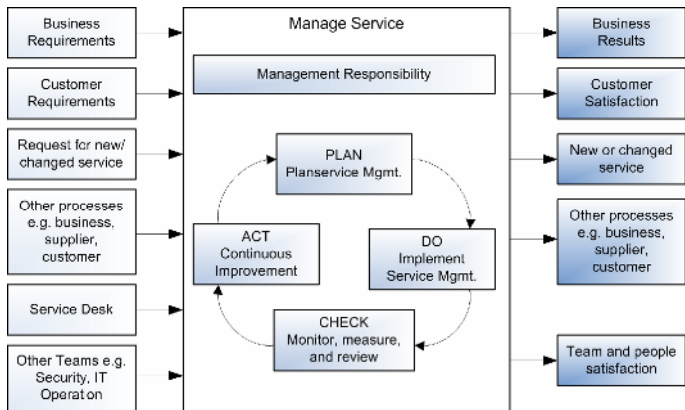 Business
Requirements
Customer
Requirements
Request for new/
changed service
Other processes
e.g. business,
supplier,
customer
Service Desk
Other Teams e.g.
Security, IT
Operation
Manage Service
Management Responsibility
PLAN
Planservice Mgmt.
DO
Implement
Service Mgmt.
CHECK
Monitor, measure,
and review
ACT
Continuous
Improvement
Business
Results
Customer
Satisfaction
New or changed
service
Other processes
e.g. business,
supplier,
customer
Team and people
satisfaction